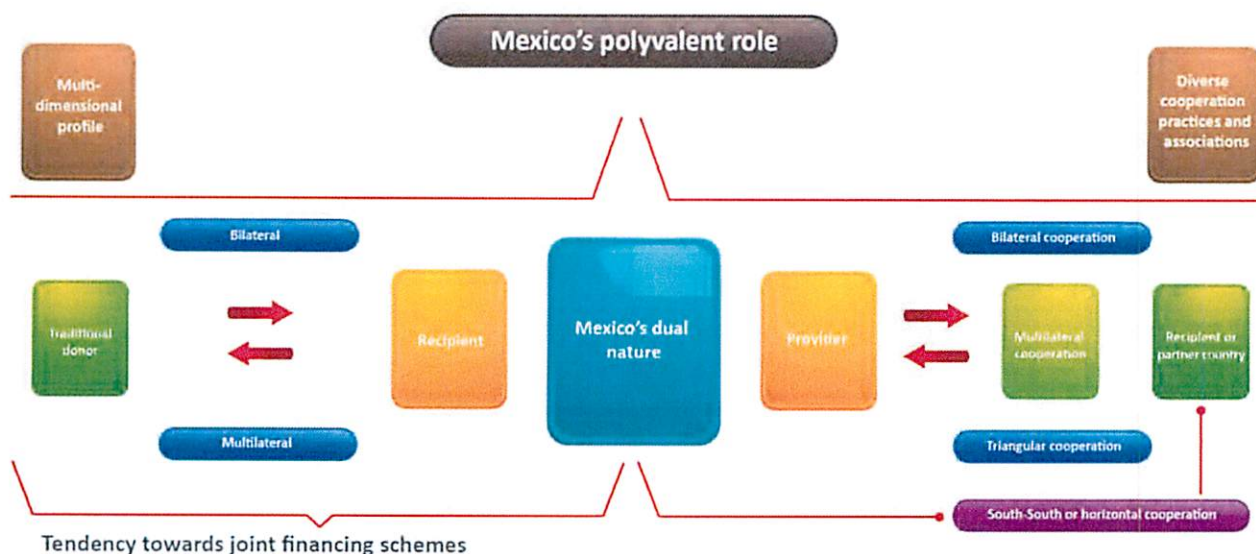 Mexico's polyvalent role
Multi-
dimensional
profile
Diverse
cooperation
practices and
associations
Bilateral
Bilateral cooperation
Traditional
donor
Recipient
Mexico's dual
nature
Provider
Multilateral
cooperation
Recipient or
partner country
Multilateral
Triangular cooperation
South-South or horizontal cooperation
Tendency towards joint financing schemes